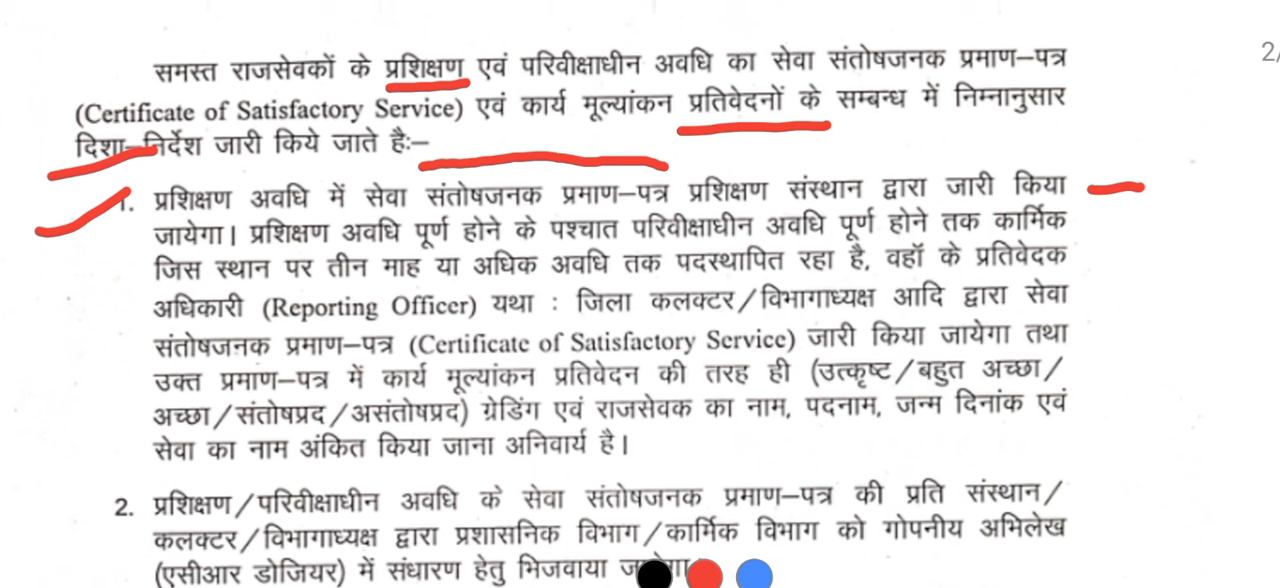 2/
समस्त राजसेवकों के प्रशिक्षण एवं परिवीक्षाधीन अवधि का सेवा संतोषजनक प्रमाण–पत्र
(Certificate of Satisfactory Service) एवं कार्य मूल्यांकन प्रतिवेदनों के सम्बन्ध में निम्नानुसार
दिशा–निर्देश जारी किये जाते हैः–
1. प्रशिक्षण अवधि में सेवा संतोषजनक प्रमाण–पत्र प्रशिक्षण संस्थान द्वारा जारी किया
जायेगा। प्रशिक्षण अवधि पूर्ण होने के पश्चात परिवीक्षाधीन अवधि पूर्ण होने तक कार्मिक
जिस स्थान पर तीन माह या अधिक अवधि तक पदस्थापित रहा है, वहॉ के प्रतिवेदक
अधिकारी (Reporting Officer) यथा : जिला कलक्टर/विभागाध्यक्ष आदि द्वारा सेवा
संतोषजनक प्रमाण–पत्र (Certificate of Satisfactory Service) जारी किया जायेगा तथा
उक्त प्रमाण–पत्र में कार्य मूल्यांकन प्रतिवेदन की तरह ही (उत्कृष्ट/बहुत अच्छा/
अच्छा/संतोषप्रद/असंतोषप्रद) ग्रेडिंग एवं राजसेवक का नाम, पदनाम, जन्म दिनांक एवं
सेवा का नाम अंकित किया जाना अनिवार्य है।
2. प्रशिक्षण/परिवीक्षाधीन अवधि के सेवा संतोषजनक प्रमाण–पत्र की प्रति संस्थान/
कलक्टर/विभागाध्यक्ष द्वारा प्रशासनिक विभाग/कार्मिक विभाग को गोपनीय अभिलेख
(एसीआर डोजियर) में संधारण हेतु भिजवाया